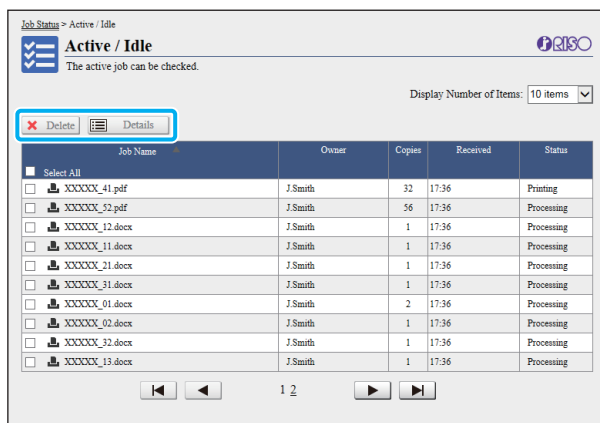 Job Status > Active / Idle
Active / Idle
RISO
The active job can be checked.
Display Number of Items: 10 items
Delete Details
Job Name Owner Copies Received Status
Select All
XXXXX_41.pdf J.Smith 32 17:36 Printing
XXXXX_52.pdf J.Smith 56 17:36 Processing
XXXXX_12.docx J.Smith 1 17:36 Processing
XXXXX_11.docx J.Smith 1 17:36 Processing
XXXXX_21.docx J.Smith 1 17:36 Processing
XXXXX_31.docx J.Smith 1 17:36 Processing
XXXXX_01.docx J.Smith 2 17:36 Processing
XXXXX_02.docx J.Smith 1 17:36 Processing
XXXXX_32.docx J.Smith 1 17:36 Processing
XXXXX_13.docx J.Smith 1 17:36 Processing
1 2